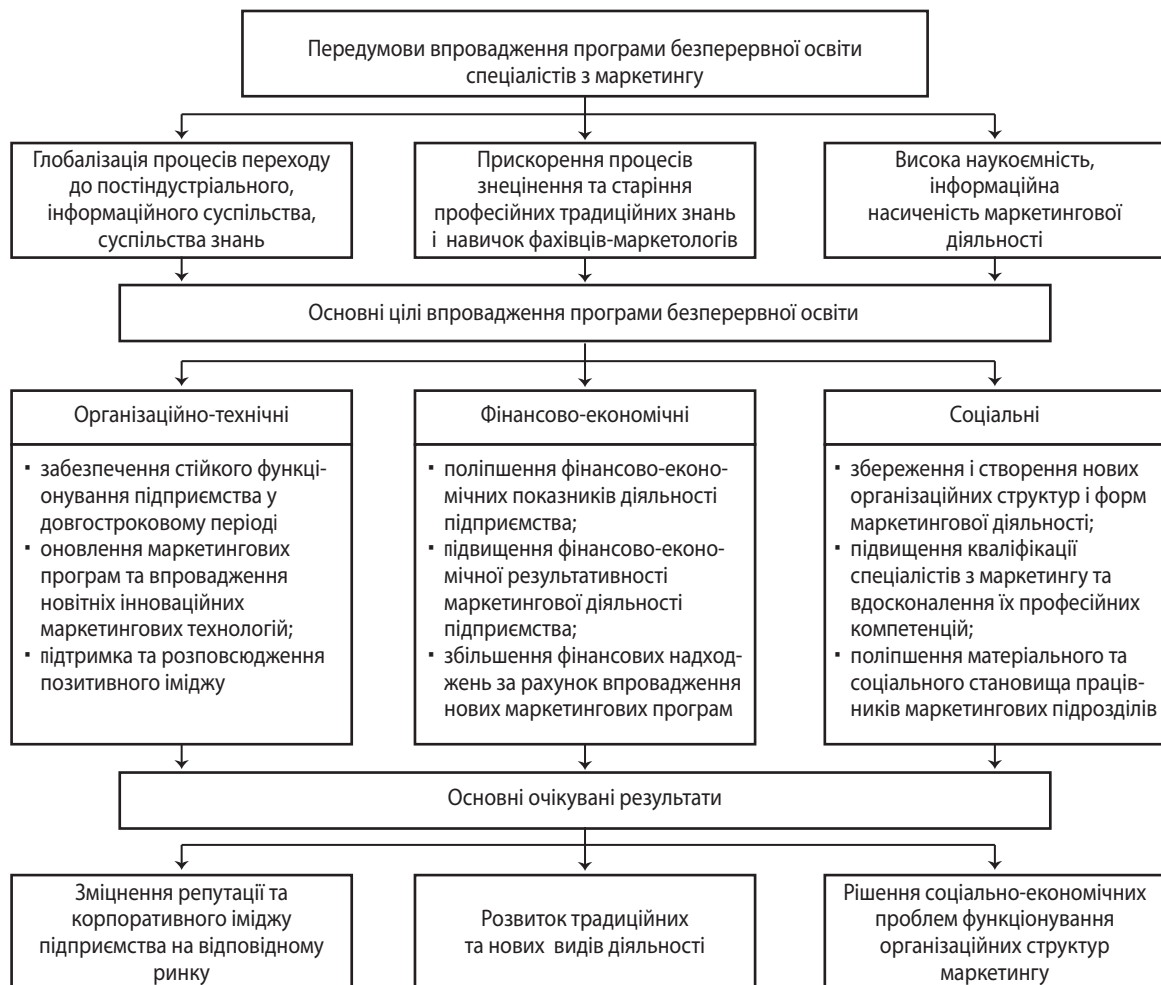 Передумови впровадження програми безперервної освіти
спеціалістів з маркетингу
Глобалізація процесів переходу
до постіндустріального,
інформаційного суспільства,
суспільства знань
Прискорення процесів
знецінення та старіння
професійних традиційних знань
і навичок фахівців-маркетологів
Висока наукоємність,
інформаційна
насиченість маркетингової
діяльності
Основні цілі впровадження програми безперервної освіти
Організаційно-технічні
▪ забезпечення стійкого функці-
онування підприємства у
довгостроковому періоді
▪ оновлення маркетингових
програм та впровадження
новітніх інноваційних
маркетингових технологій;
▪ підтримка та розповсюдження
позитивного іміджу
Фінансово-економічні
▪ поліпшення фінансово-еконо-
мічних показників діяльності
підприємства;
▪ підвищення фінансово-еконо-
мічної результативності
маркетингової діяльності
підприємства;
▪ збільшення фінансових надход-
жень за рахунок впровадження
нових маркетингових програм
Соціальні
▪ збереження і створення нових
організаційних структур і форм
маркетингової діяльності;
▪ підвищення кваліфікації
спеціалістів з маркетингу та
вдосконалення їх професійних
компетенцій;
▪ поліпшення матеріального та
соціального становища праців-
ників маркетингових підрозділів
Основні очікувані результати
Зміцнення репутації та
корпоративного іміджу
підприємства на відповідному
ринку
Розвиток традиційних
та нових видів діяльності
Рішення соціально-економічних
проблем функціонування
організаційних структур
маркетингу